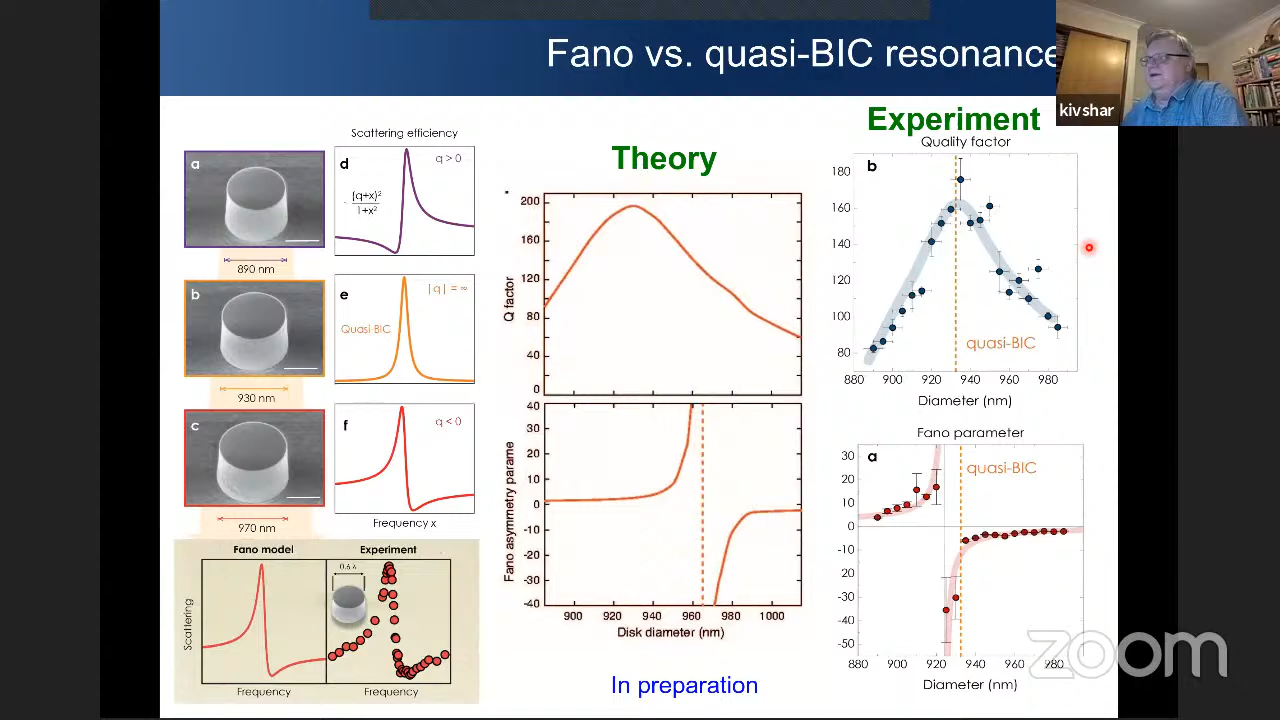 Fano vs. quasi-BIC resonance
kivshar
Scattering efficiency
a
890 nm
b
930 nm
c
970 nm
d
q > 0
(q+x)²
1+x²
e
|q| = ∞
Quasi-BIC
f
q < 0
Frequency x
Fano model
Experiment
0.6 λ
Scattering
Frequency
Frequency
Theory
Q factor
200
160
120
80
40
0
Fano asymmetry parame
40
30
20
10
0
-10
-20
-30
-40
900
920
940
960
980
1000
Disk diameter (nm)
In preparation
Experiment
Quality factor
b
180
160
140
120
100
80
quasi-BIC
880
900
920
940
960
980
Diameter (nm)
Fano parameter
a
30
20
10
0
-10
-20
-30
-40
-50
quasi-BIC
880
900
920
940
960
980
Diameter (nm)
zoom